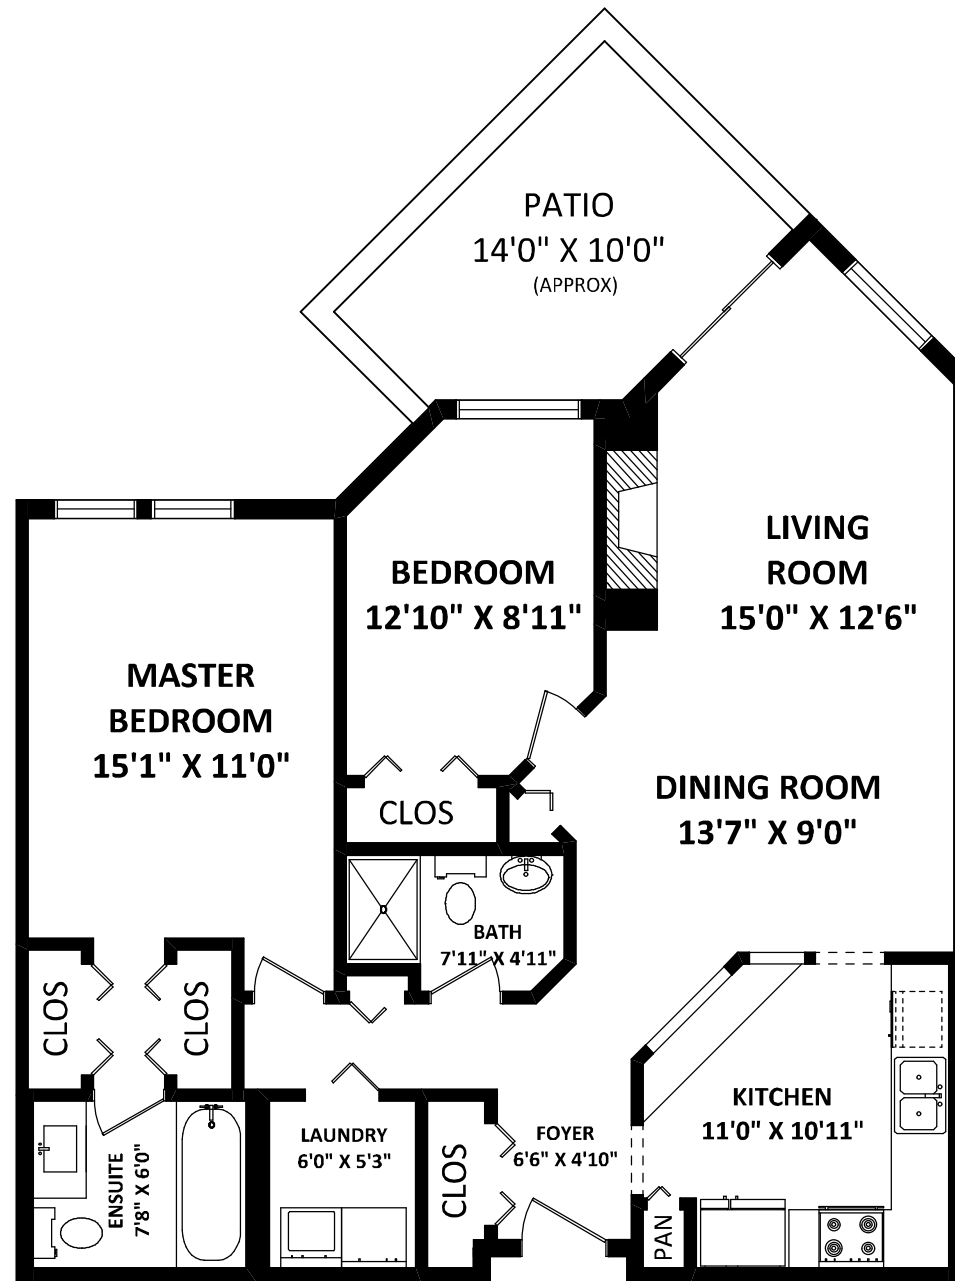 PATIO
14'0" X 10'0"
(APPROX)
LIVING
ROOM
15'0" X 12'6"
BEDROOM
12'10" X 8'11"
MASTER
BEDROOM
15'1" X 11'0"
DINING ROOM
13'7" X 9'0"
CLOS
BATH
7'11" X 4'11"
CLOS
CLOS
KITCHEN
11'0" X 10'11"
LAUNDRY
6'0" X 5'3"
FOYER
6'6" X 4'10"
ENSUITE
7'8" X 6'0"
CLOS
PAN